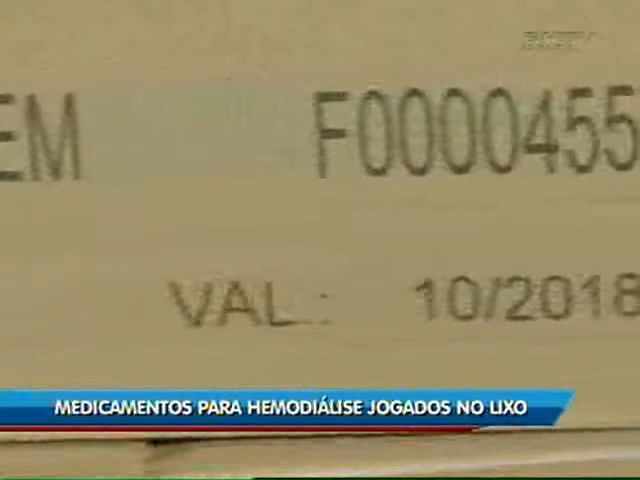 EM F0000455
VAL.: 10/2018
MEDICAMENTOS PARA HEMODIÁLISE JOGADOS NO LIXO